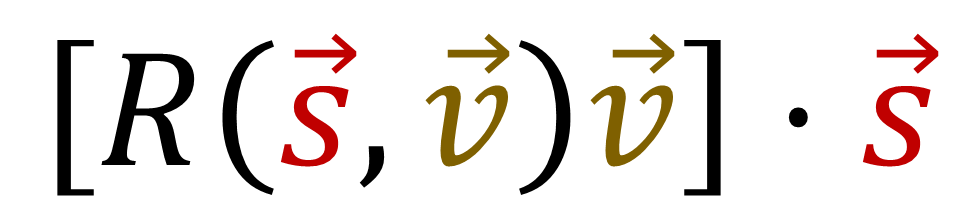 [R(s⃗, v⃗)v⃗] · s⃗